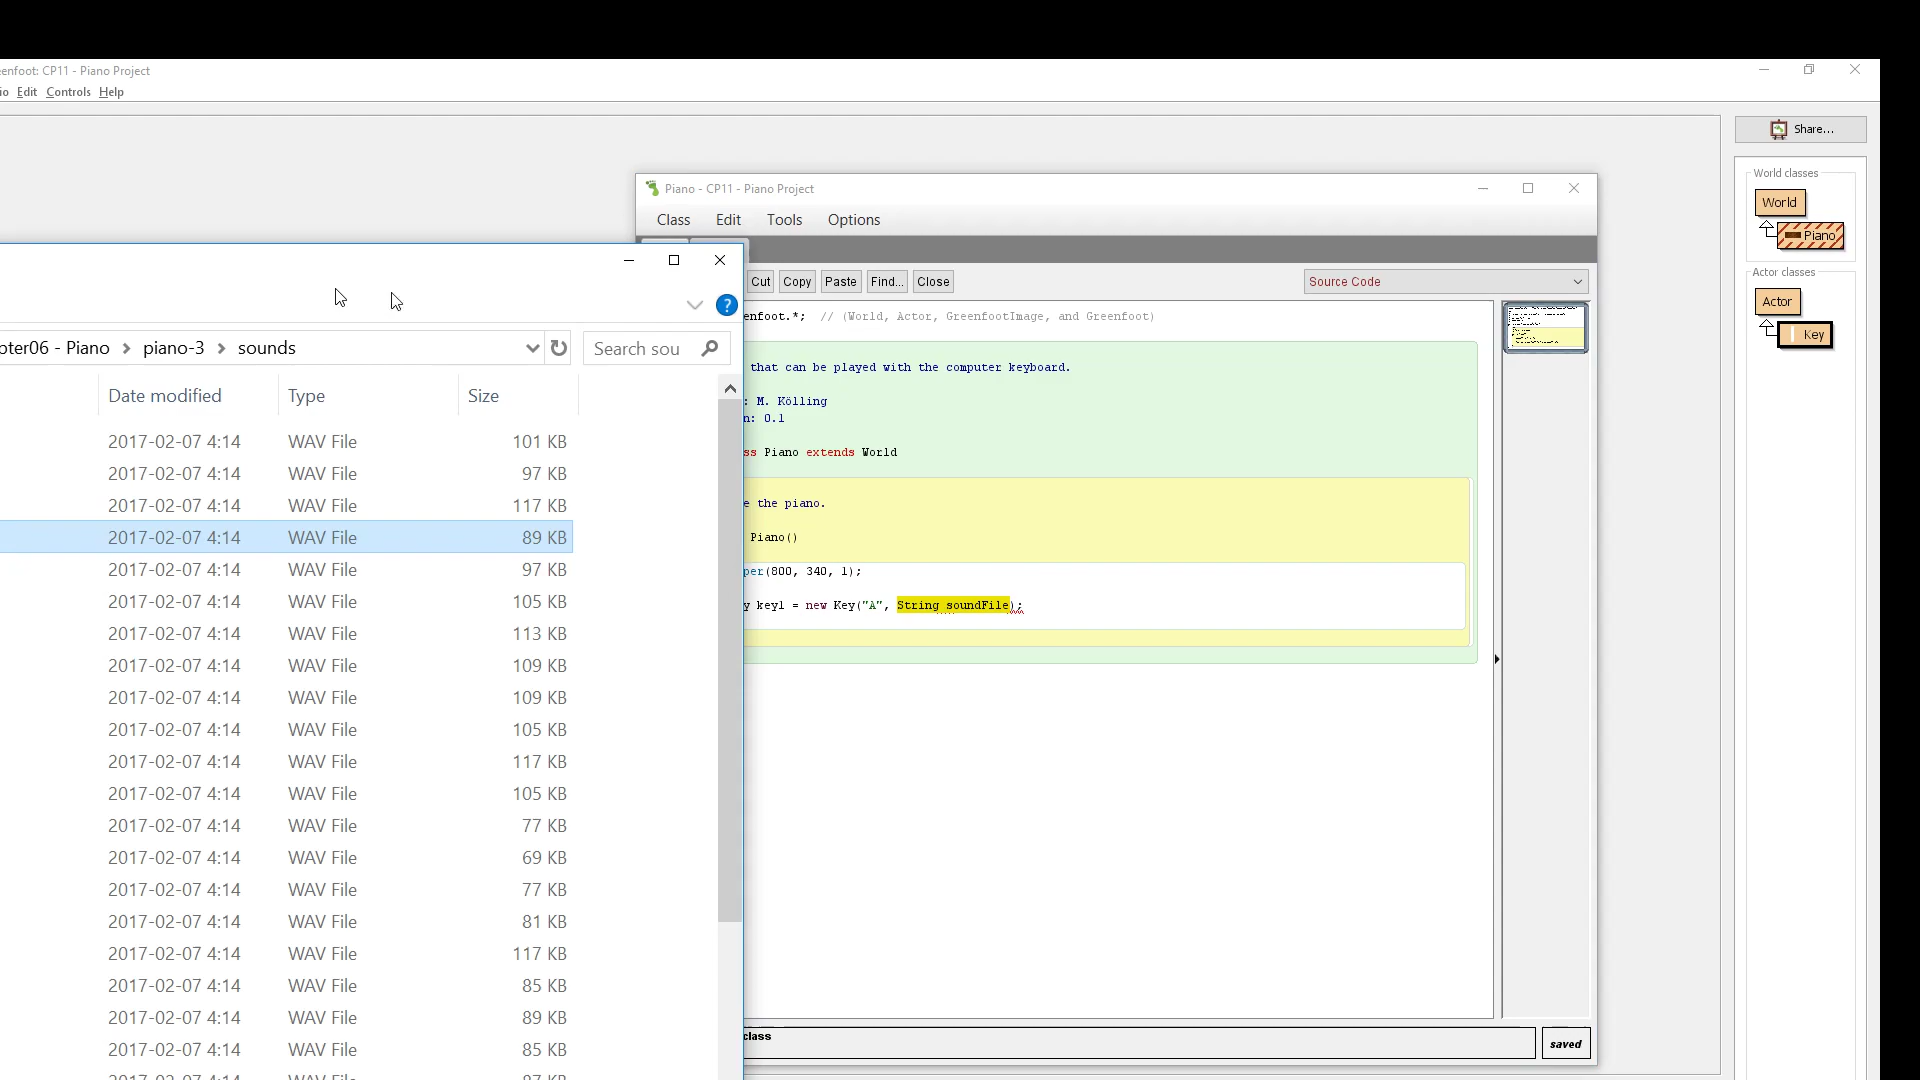 eenfoot: CP11 - Piano Project
io Edit Controls Help
Share...
World classes
World
Piano
Actor classes
Actor
Key
Piano - CP11 - Piano Project
Class Edit Tools Options
Cut Copy Paste Find... Close
Source Code
enfoot.*;  // (World, Actor, GreenfootImage, and Greenfoot)
that can be played with the computer keyboard.
: M. Kölling
n: 0.1
ss Piano extends World
e the piano.
Piano()
per(800, 340, 1);
y key1 = new Key("A", String soundFile);
class
saved
pter06 - Piano > piano-3 > sounds
Search sou
Date modified Type Size
2017-02-07 4:14 WAV File 101 KB
2017-02-07 4:14 WAV File 97 KB
2017-02-07 4:14 WAV File 117 KB
2017-02-07 4:14 WAV File 89 KB
2017-02-07 4:14 WAV File 97 KB
2017-02-07 4:14 WAV File 105 KB
2017-02-07 4:14 WAV File 113 KB
2017-02-07 4:14 WAV File 109 KB
2017-02-07 4:14 WAV File 109 KB
2017-02-07 4:14 WAV File 105 KB
2017-02-07 4:14 WAV File 117 KB
2017-02-07 4:14 WAV File 105 KB
2017-02-07 4:14 WAV File 77 KB
2017-02-07 4:14 WAV File 69 KB
2017-02-07 4:14 WAV File 77 KB
2017-02-07 4:14 WAV File 81 KB
2017-02-07 4:14 WAV File 117 KB
2017-02-07 4:14 WAV File 85 KB
2017-02-07 4:14 WAV File 89 KB
2017-02-07 4:14 WAV File 85 KB